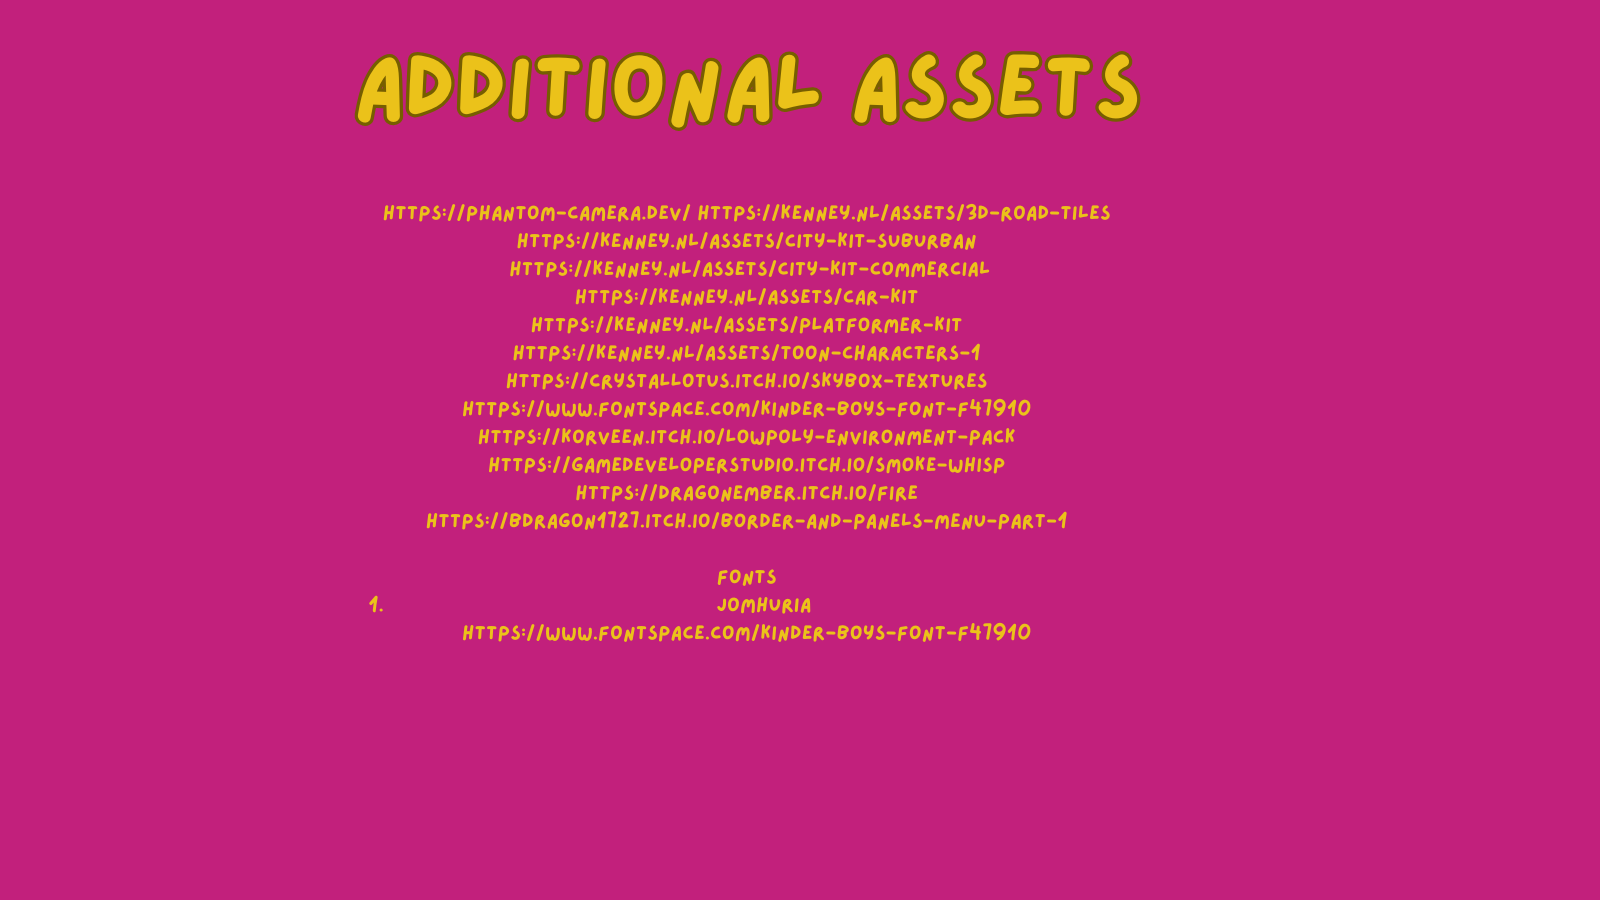 ADDITIONAL ASSETS
HTTPS://PHANTOM-CAMERA.DEV/ HTTPS://KENNEY.NL/ASSETS/3D-ROAD-TILES
HTTPS://KENNEY.NL/ASSETS/CITY-KIT-SUBURBAN
HTTPS://KENNEY.NL/ASSETS/CITY-KIT-COMMERCIAL
HTTPS://KENNEY.NL/ASSETS/CAR-KIT
HTTPS://KENNEY.NL/ASSETS/PLATFORMER-KIT
HTTPS://KENNEY.NL/ASSETS/TOON-CHARACTERS-1
HTTPS://CRYSTALLOTUS.ITCH.IO/SKYBOX-TEXTURES
HTTPS://WWW.FONTSPACE.COM/KINDER-BOYS-FONT-F47910
HTTPS://KORVEEN.ITCH.IO/LOWPOLY-ENVIRONMENT-PACK
HTTPS://GAMEDEVELOPERSTUDIO.ITCH.IO/SMOKE-WHISP
HTTPS://DRAGONEMBER.ITCH.IO/FIRE
HTTPS://BDRAGON1727.ITCH.IO/BORDER-AND-PANELS-MENU-PART-1
FONTS
1. JOMHURIA
HTTPS://WWW.FONTSPACE.COM/KINDER-BOYS-FONT-F47910